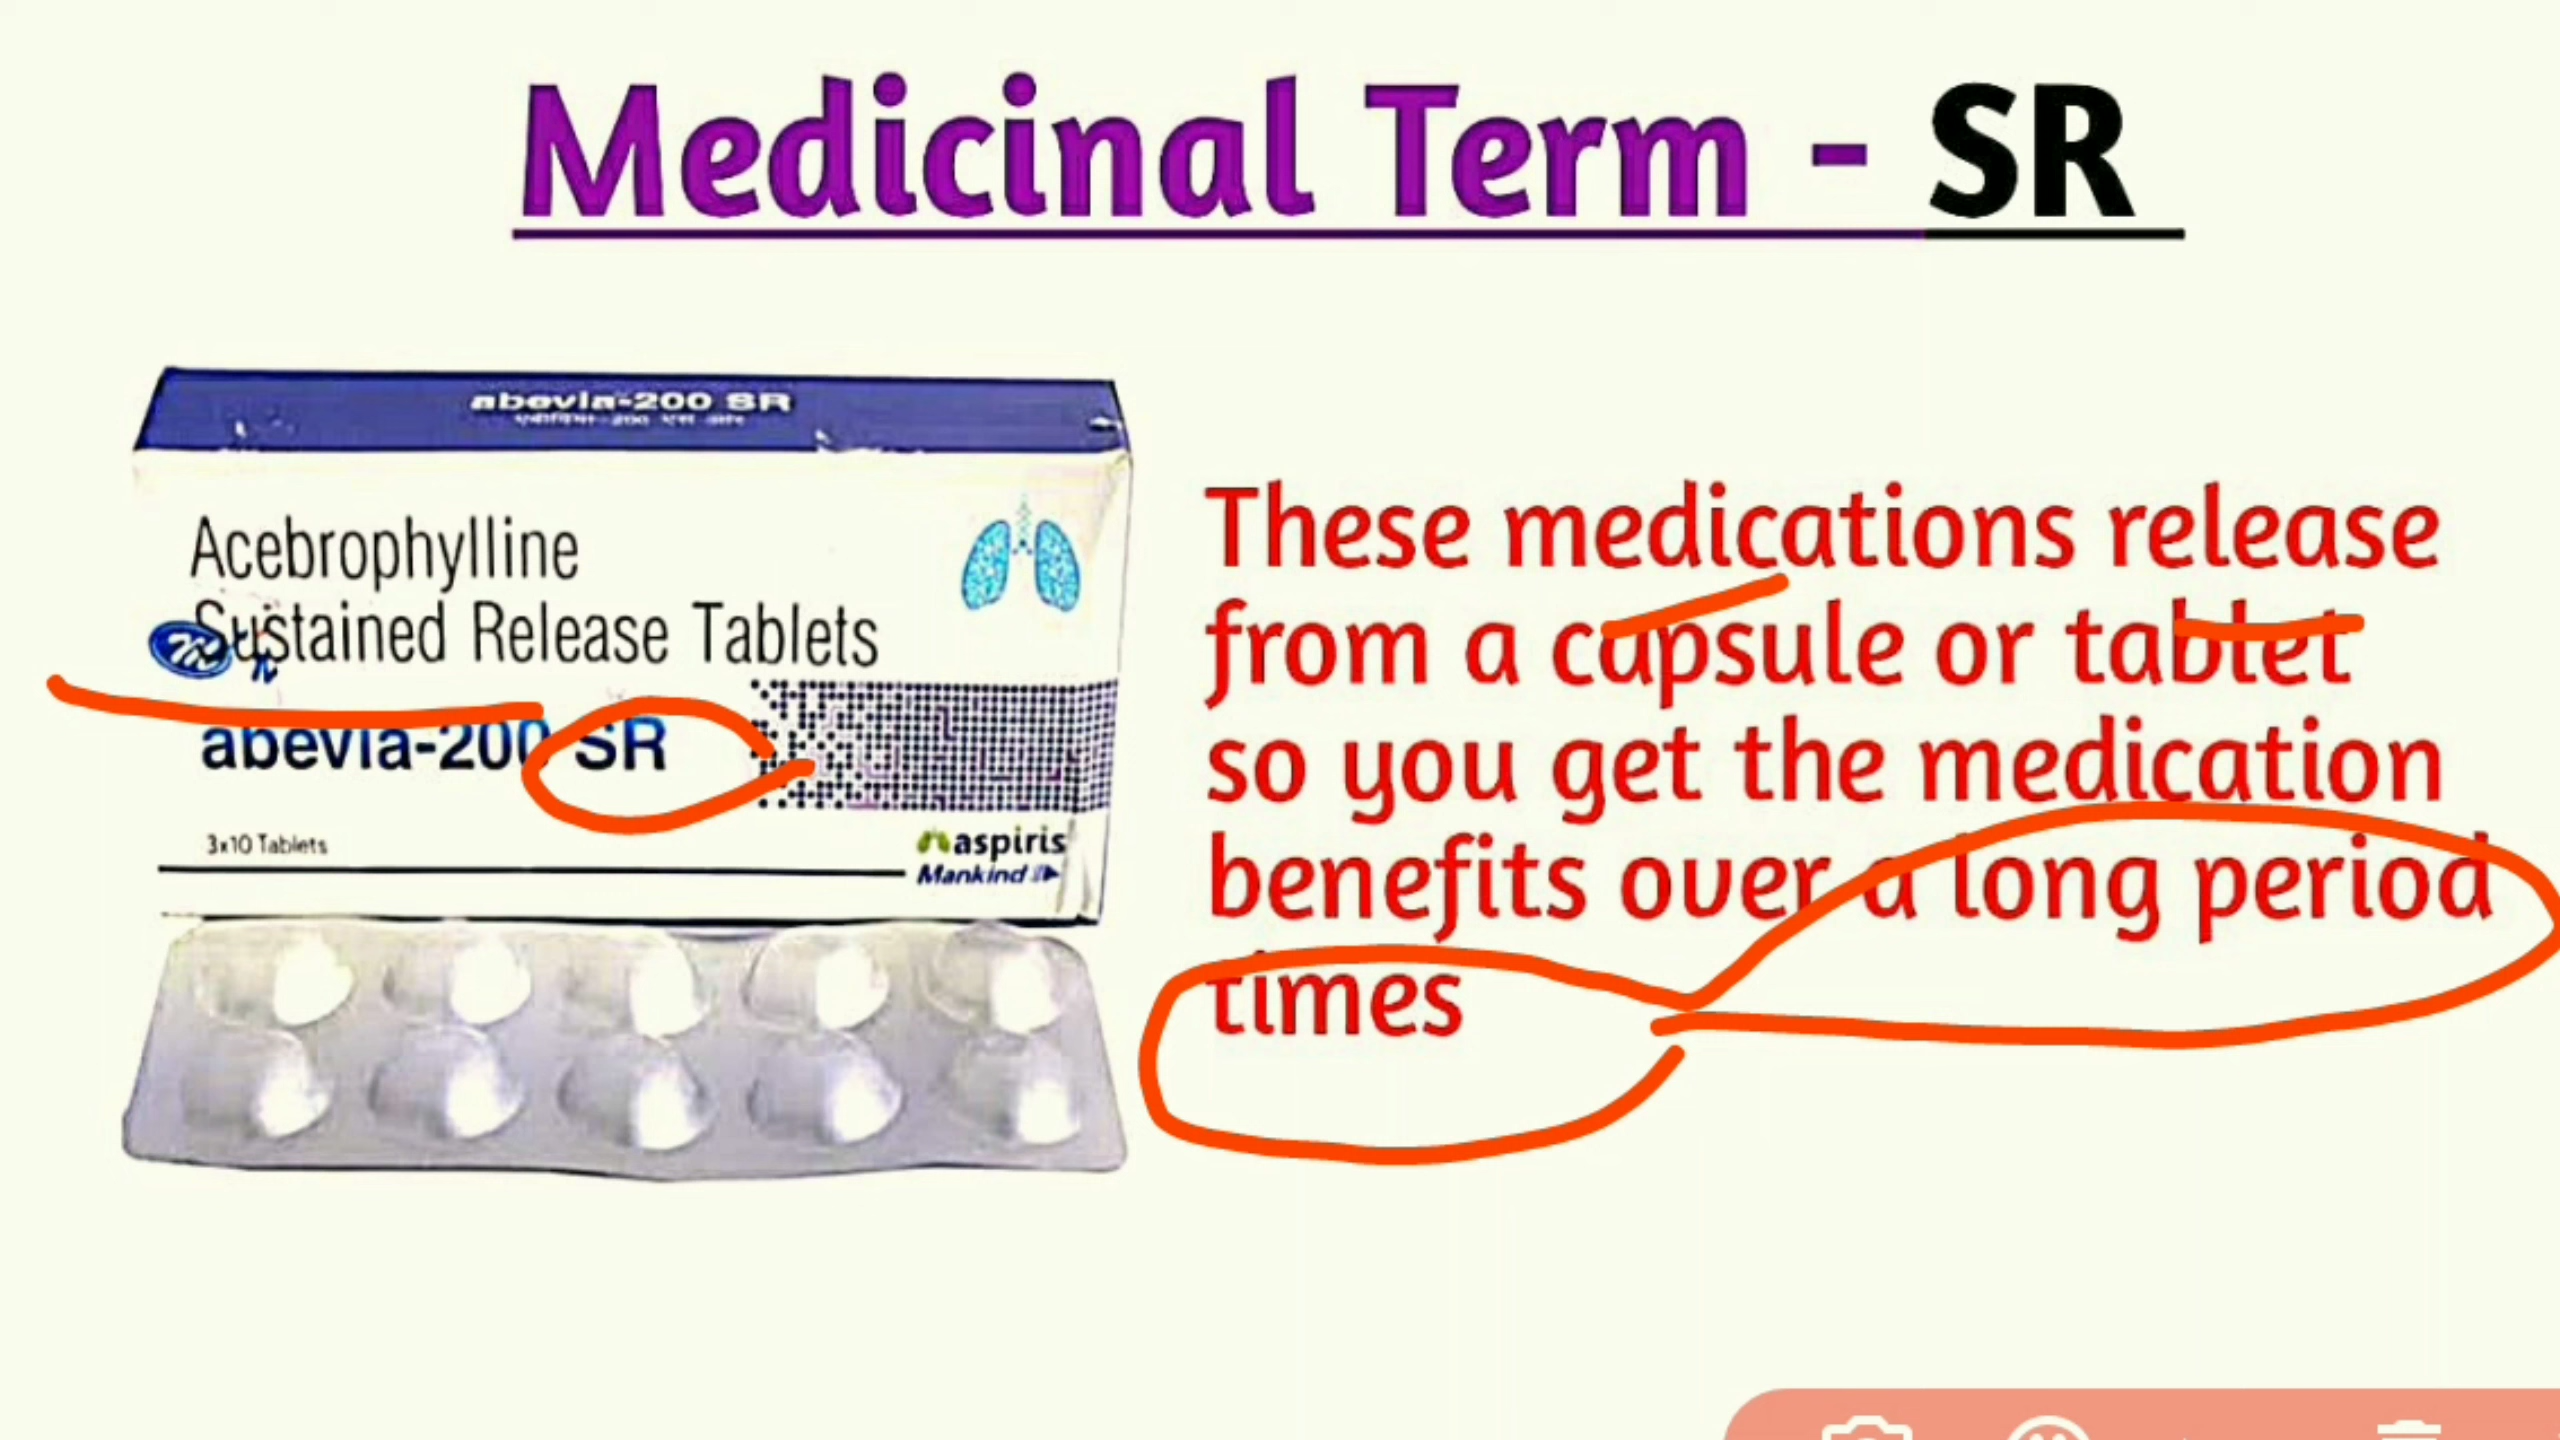 Medicinal Term - SR
abevia-200 SR
Acebrophylline
Sustained Release Tablets
abevia-200 SR
3x10 Tablets
aspiris
Mankind
These medications release
from a capsule or tablet
so you get the medication
benefits over a long period
times